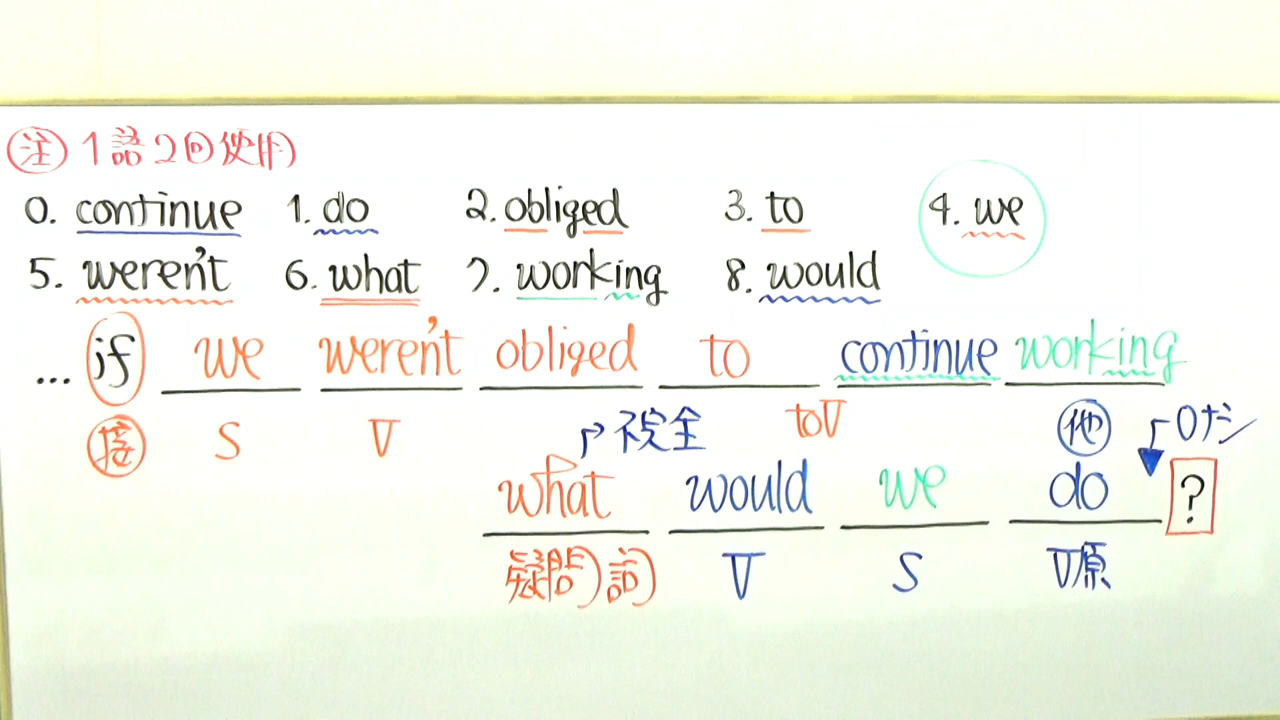 注 1語2回使用
0. continue 1. do 2. obliged 3. to 4. we
5. weren't 6. what 7. working 8. would
... if we weren't obliged to continue working
接 S V toV 他
不完全 Oナシ
what would we do ?
疑問詞 V S V原